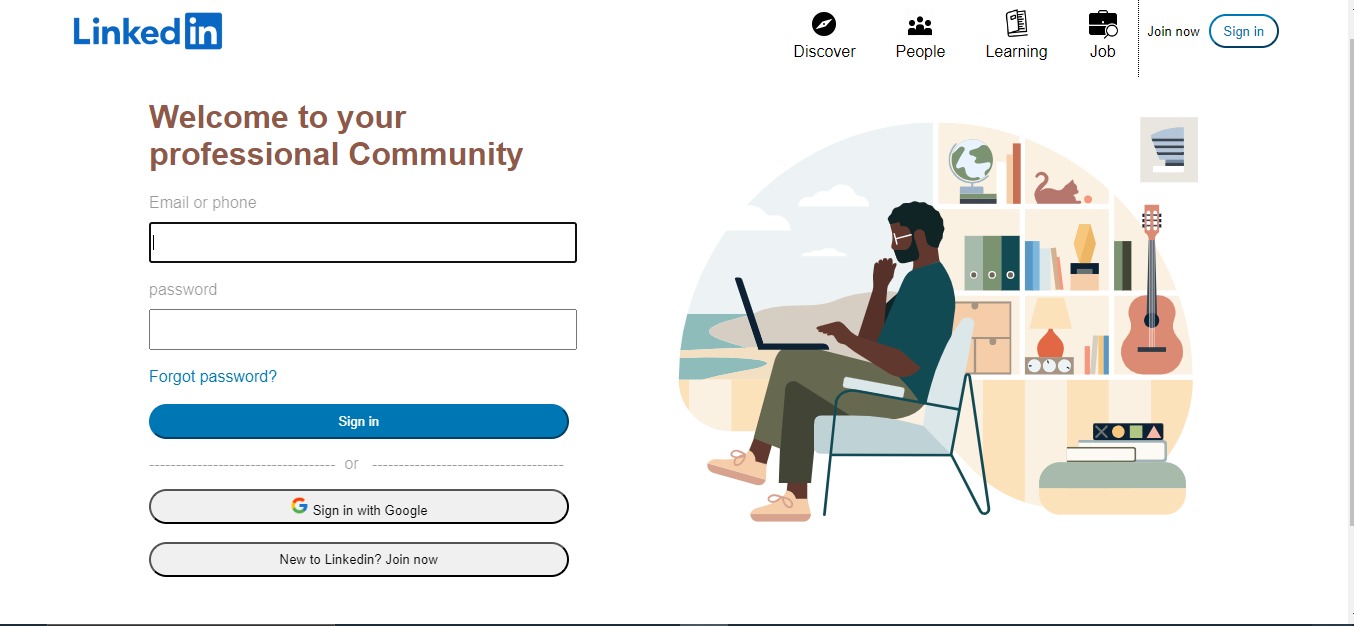 Linkedin
Discover
People
Learning
Job
Join now
Sign in
Welcome to your
professional Community
Email or phone
password
Forgot password?
Sign in
or
Sign in with Google
New to Linkedin? Join now